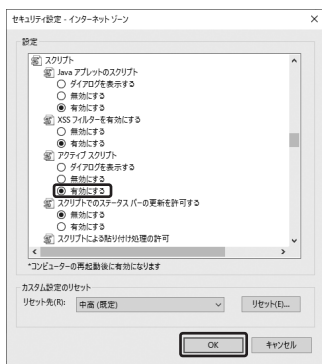 セキュリティ設定 - インターネット ゾーン
設定
スクリプト
Java アプレットのスクリプト
ダイアログを表示する
無効にする
有効にする
XSS フィルターを有効にする
無効にする
有効にする
アクティブ スクリプト
ダイアログを表示する
無効にする
有効にする
スクリプトでのステータス バーの更新を許可する
無効にする
有効にする
スクリプトによる貼り付け処理の許可
*コンピューターの再起動後に有効になります
カスタム設定のリセット
リセット先(R): 中高 (既定) リセット(E)...
OK キャンセル